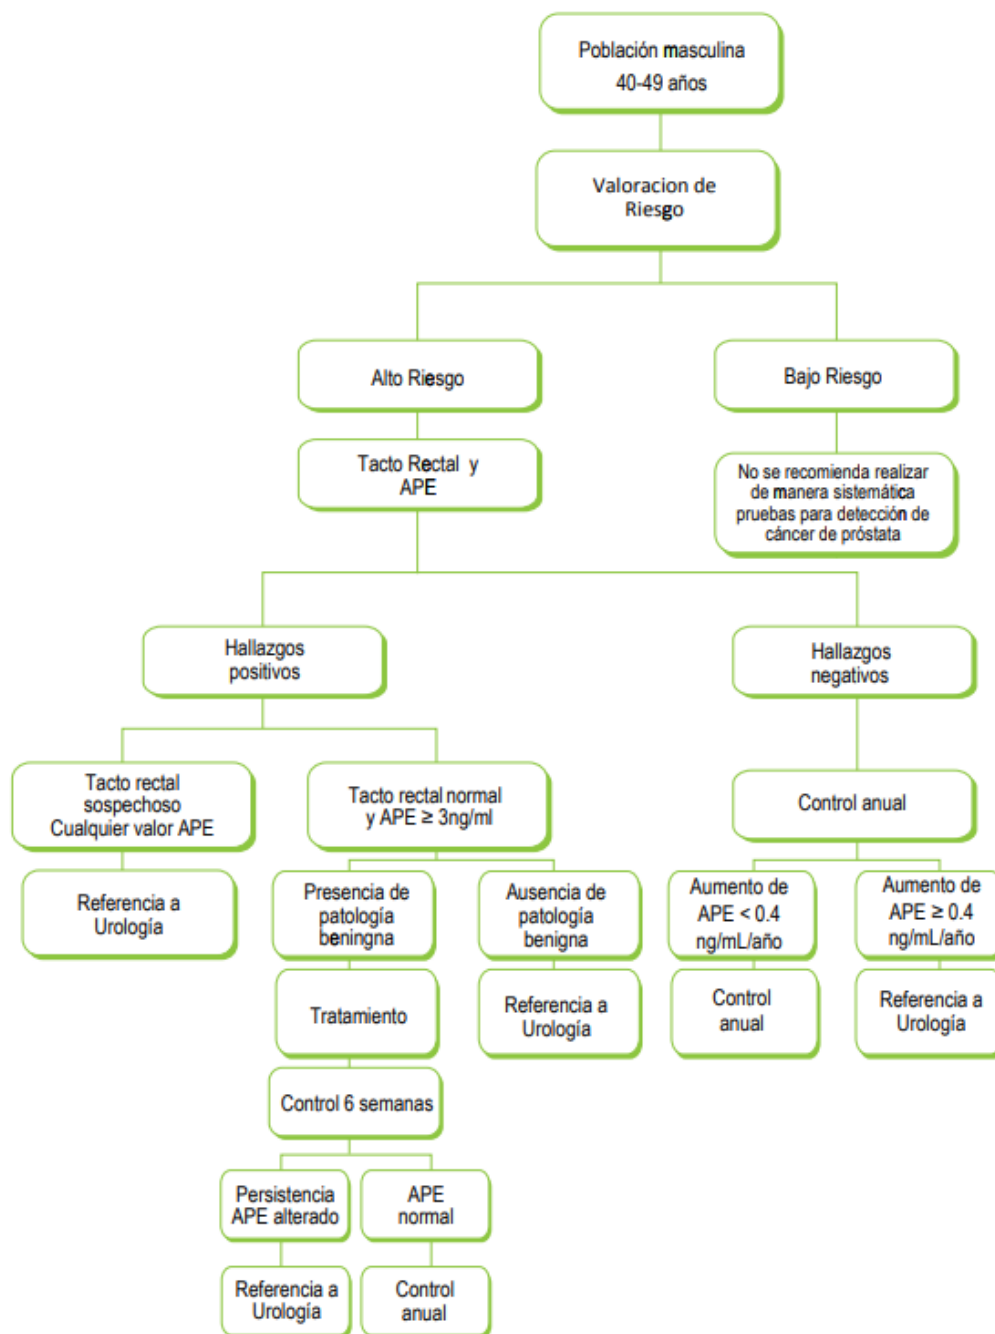 Población masculina
40-49 años
Valoracion de
Riesgo
Alto Riesgo
Bajo Riesgo
Tacto Rectal y
APE
No se recomienda realizar
de manera sistemática
pruebas para detección de
cáncer de próstata
Hallazgos
positivos
Hallazgos
negativos
Tacto rectal
sospechoso
Cualquier valor APE
Tacto rectal normal
y APE ≥ 3ng/ml
Control anual
Referencia a
Urología
Presencia de
patología
beningna
Ausencia de
patología
benigna
Aumento de
APE < 0.4
ng/mL/año
Aumento de
APE ≥ 0.4
ng/mL/año
Tratamiento
Referencia a
Urología
Control
anual
Referencia a
Urología
Control 6 semanas
Persistencia
APE alterado
APE
normal
Referencia a
Urología
Control
anual